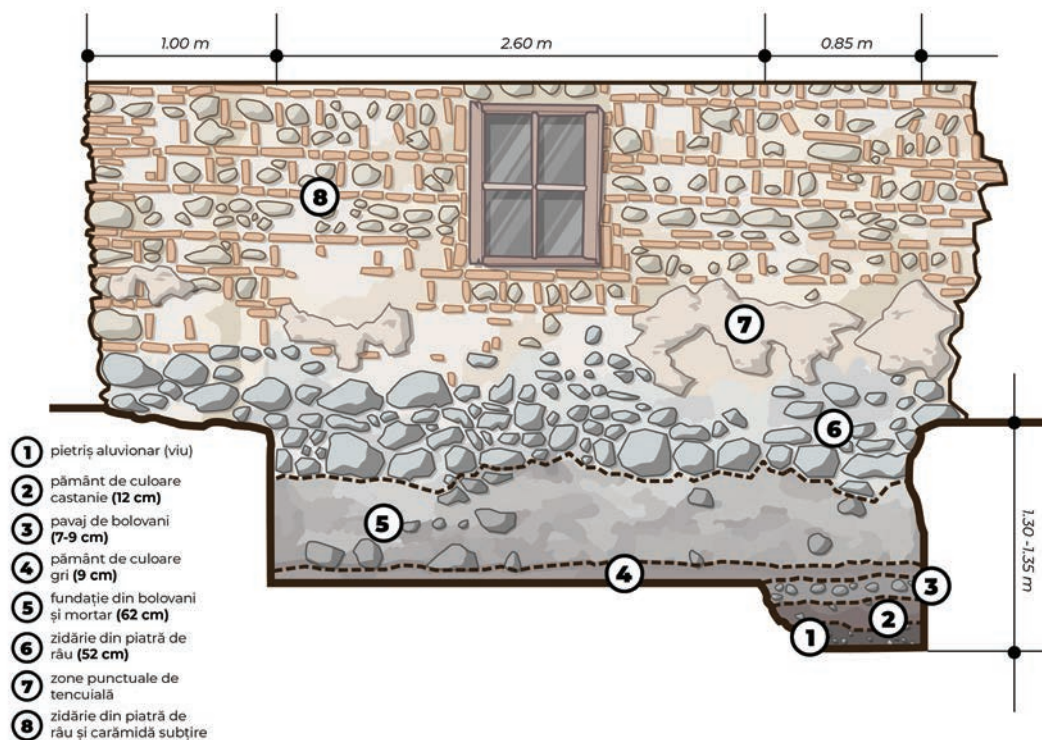 1.00 m 2.60 m 0.85 m
8
7
6
5
4
3
2
1
1.30 -1.35 m
1 pietriș aluvionar (viu)
2 pământ de culoare
castanie (12 cm)
3 pavaj de bolovani
(7-9 cm)
4 pământ de culoare
gri (9 cm)
5 fundație din bolovani
și mortar (62 cm)
6 zidărie din piatră de
râu (52 cm)
7 zone punctuale de
tencuială
8 zidărie din piatră de
râu și carămidă subțire